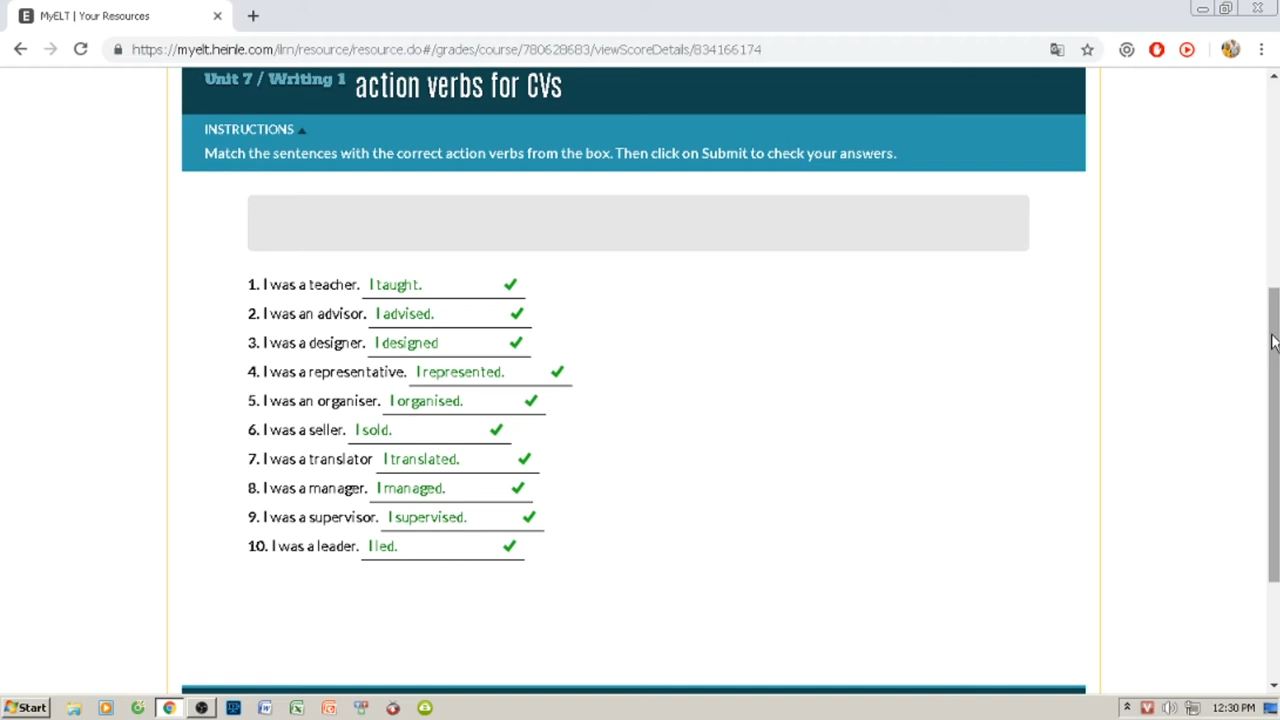 MyELT | Your Resources
https://myelt.heinle.com/ilrn/resource/resource.do#/grades/course/780628683/viewScoreDetails/834166174
Unit 7 / Writing 1 action verbs for CVs
INSTRUCTIONS
Match the sentences with the correct action verbs from the box. Then click on Submit to check your answers.
1. I was a teacher. I taught.
2. I was an advisor. I advised.
3. I was a designer. I designed
4. I was a representative. I represented.
5. I was an organiser. I organised.
6. I was a seller. I sold.
7. I was a translator I translated.
8. I was a manager. I managed.
9. I was a supervisor. I supervised.
10. I was a leader. I led.
Start
12:30 PM